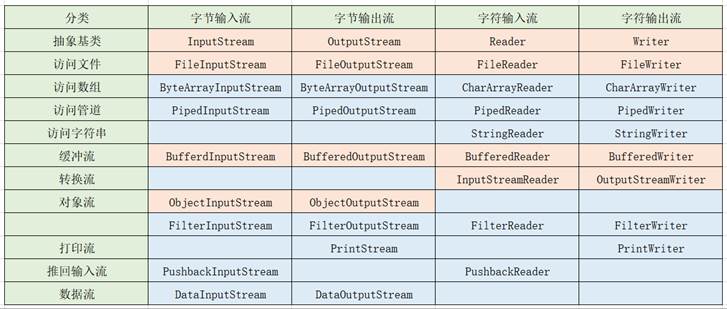 分类 字节输入流 字节输出流 字符输入流 字符输出流
抽象基类 InputStream OutputStream Reader Writer
访问文件 FileInputStream FileOutputStream FileReader FileWriter
访问数组 ByteArrayInputStream ByteArrayOutputStream CharArrayReader CharArrayWriter
访问管道 PipedInputStream PipedOutputStream PipedReader PipedWriter
访问字符串 StringReader StringWriter
缓冲流 BufferdInputStream BufferedOutputStream BufferedReader BufferedWriter
转换流 InputStreamReader OutputStreamWriter
对象流 ObjectInputStream ObjectOutputStream
FilterInputStream FilterOutputStream FilterReader FilterWriter
打印流 PrintStream PrintWriter
推回输入流 PushbackInputStream PushbackReader
数据流 DataInputStream DataOutputStream